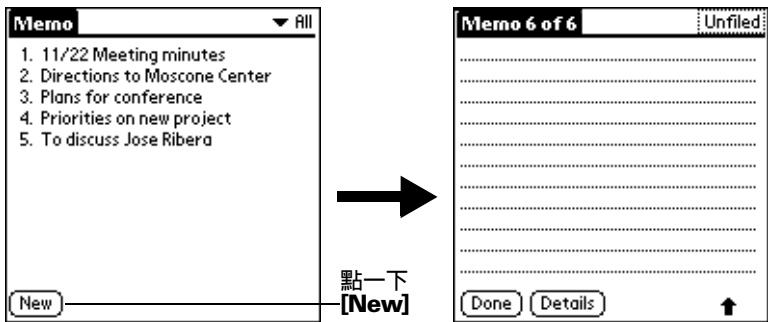 Memo
All
1. 11/22 Meeting minutes
2. Directions to Moscone Center
3. Plans for conference
4. Priorities on new project
5. To discuss Jose Ribera
New
點一下
[New]
Memo 6 of 6
Unfiled
Done
Details